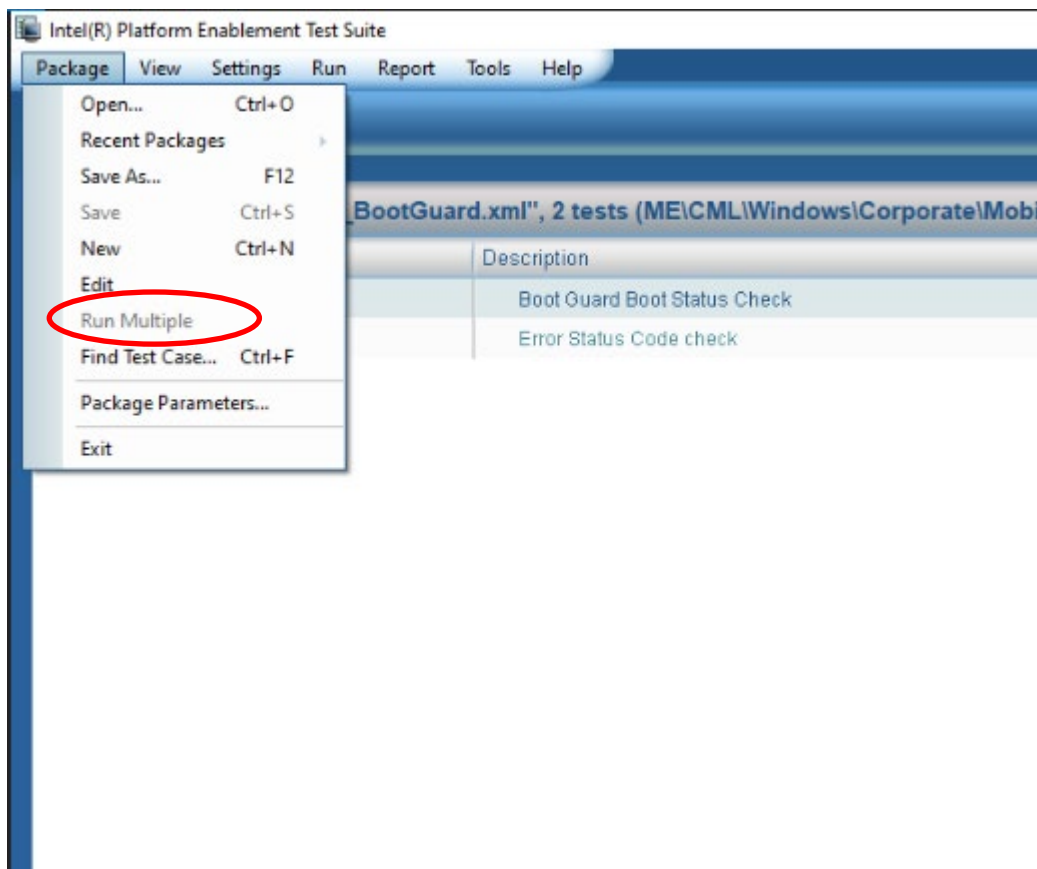 Intel(R) Platform Enablement Test Suite
Package View Settings Run Report Tools Help
Open... Ctrl+O
Recent Packages
Save As... F12
Save Ctrl+S
New Ctrl+N
Edit
Run Multiple
Find Test Case... Ctrl+F
Package Parameters...
Exit
_BootGuard.xml", 2 tests (ME\CML\Windows\Corporate\Mobi
Description
Boot Guard Boot Status Check
Error Status Code check